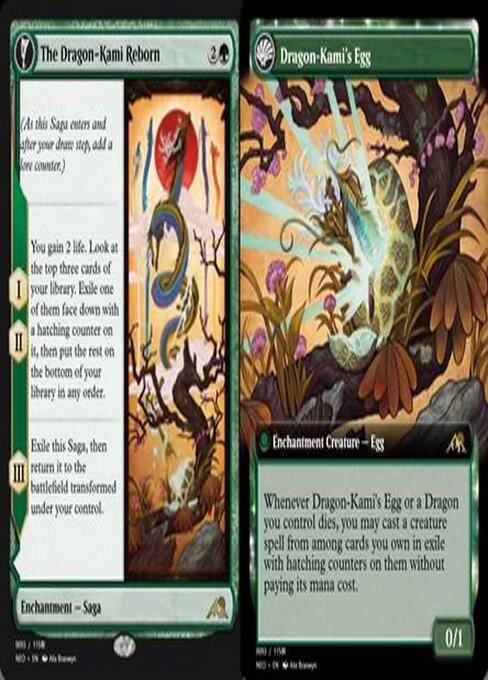 The Dragon-Kami Reborn
2
(As this Saga enters and
after your draw step, add a
lore counter.)
I
II
You gain 2 life. Look at
the top three cards of
your library. Exile one
of them face down with
a hatching counter on
it, then put the rest on
the bottom of your
library in any order.
III
Exile this Saga, then
return it to the
battlefield transformed
under your control.
Enchantment — Saga
NEO • EN
Dragon-Kami's Egg
Enchantment Creature — Egg
Whenever Dragon-Kami's Egg or a Dragon
you control dies, you may cast a creature
spell from among cards you own in exile
with hatching counters on them without
paying its mana cost.
0/1
NEO • EN